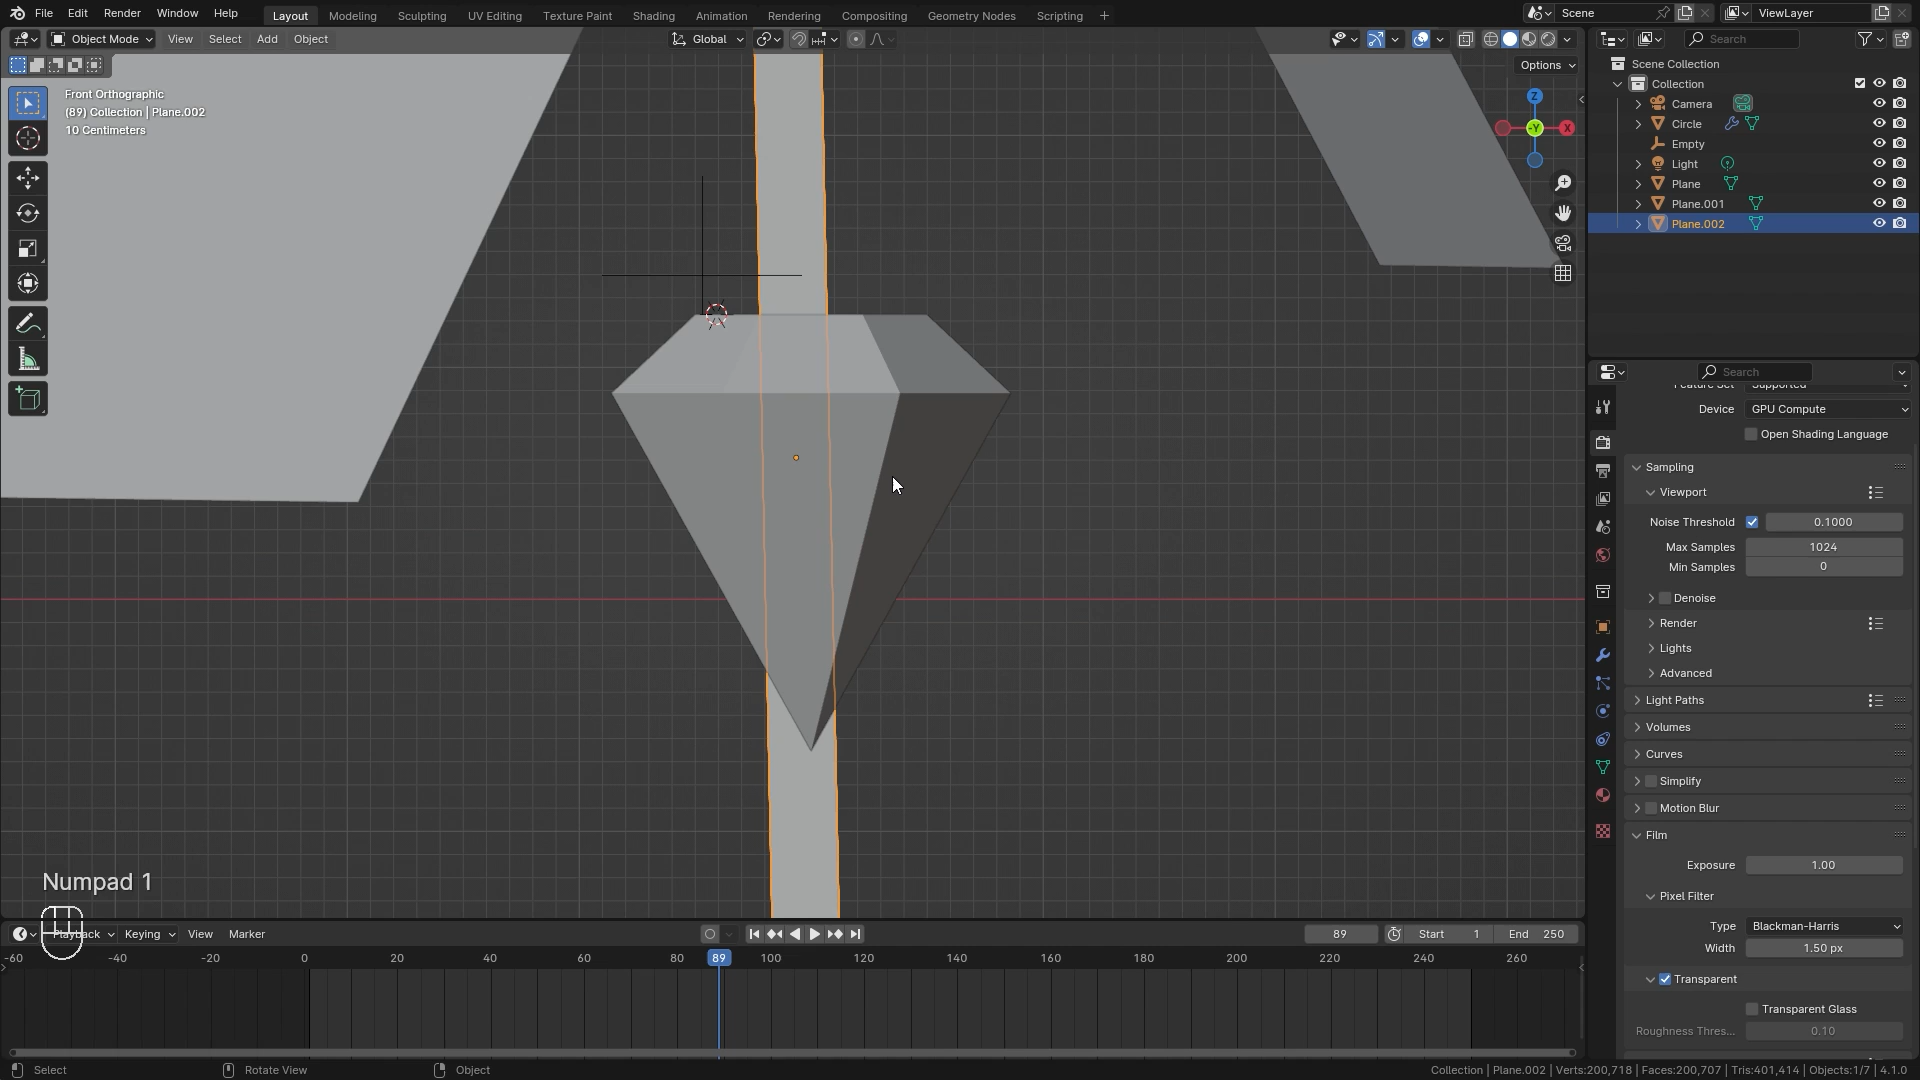 File Edit Render Window Help Layout Modeling Sculpting UV Editing Texture Paint Shading Animation Rendering Compositing Geometry Nodes Scripting + Scene ViewLayer
Object Mode View Select Add Object Global Search
Options
Front Orthographic
(89) Collection | Plane.002
10 Centimeters
Z
-Y X
Scene Collection
Collection
Camera
Circle
Empty
Light
Plane
Plane.001
Plane.002
Search
Feature Set Supported
Device GPU Compute
Open Shading Language
Sampling
Viewport
Noise Threshold 0.1000
Max Samples 1024
Min Samples 0
Denoise
Render
Lights
Advanced
Light Paths
Volumes
Curves
Simplify
Motion Blur
Film
Exposure 1.00
Pixel Filter
Type Blackman-Harris
Width 1.50 px
Transparent
Transparent Glass
Roughness Thres... 0.10
Numpad 1
Playback Keying View Marker 89 Start 1 End 250
-60 -40 -20 0 20 40 60 89 100 120 140 160 180 200 220 240 260
Select Rotate View Object Collection | Plane.002 | Verts:200,718 | Faces:200,707 | Tris:401,414 | Objects:1/7 | 4.1.0